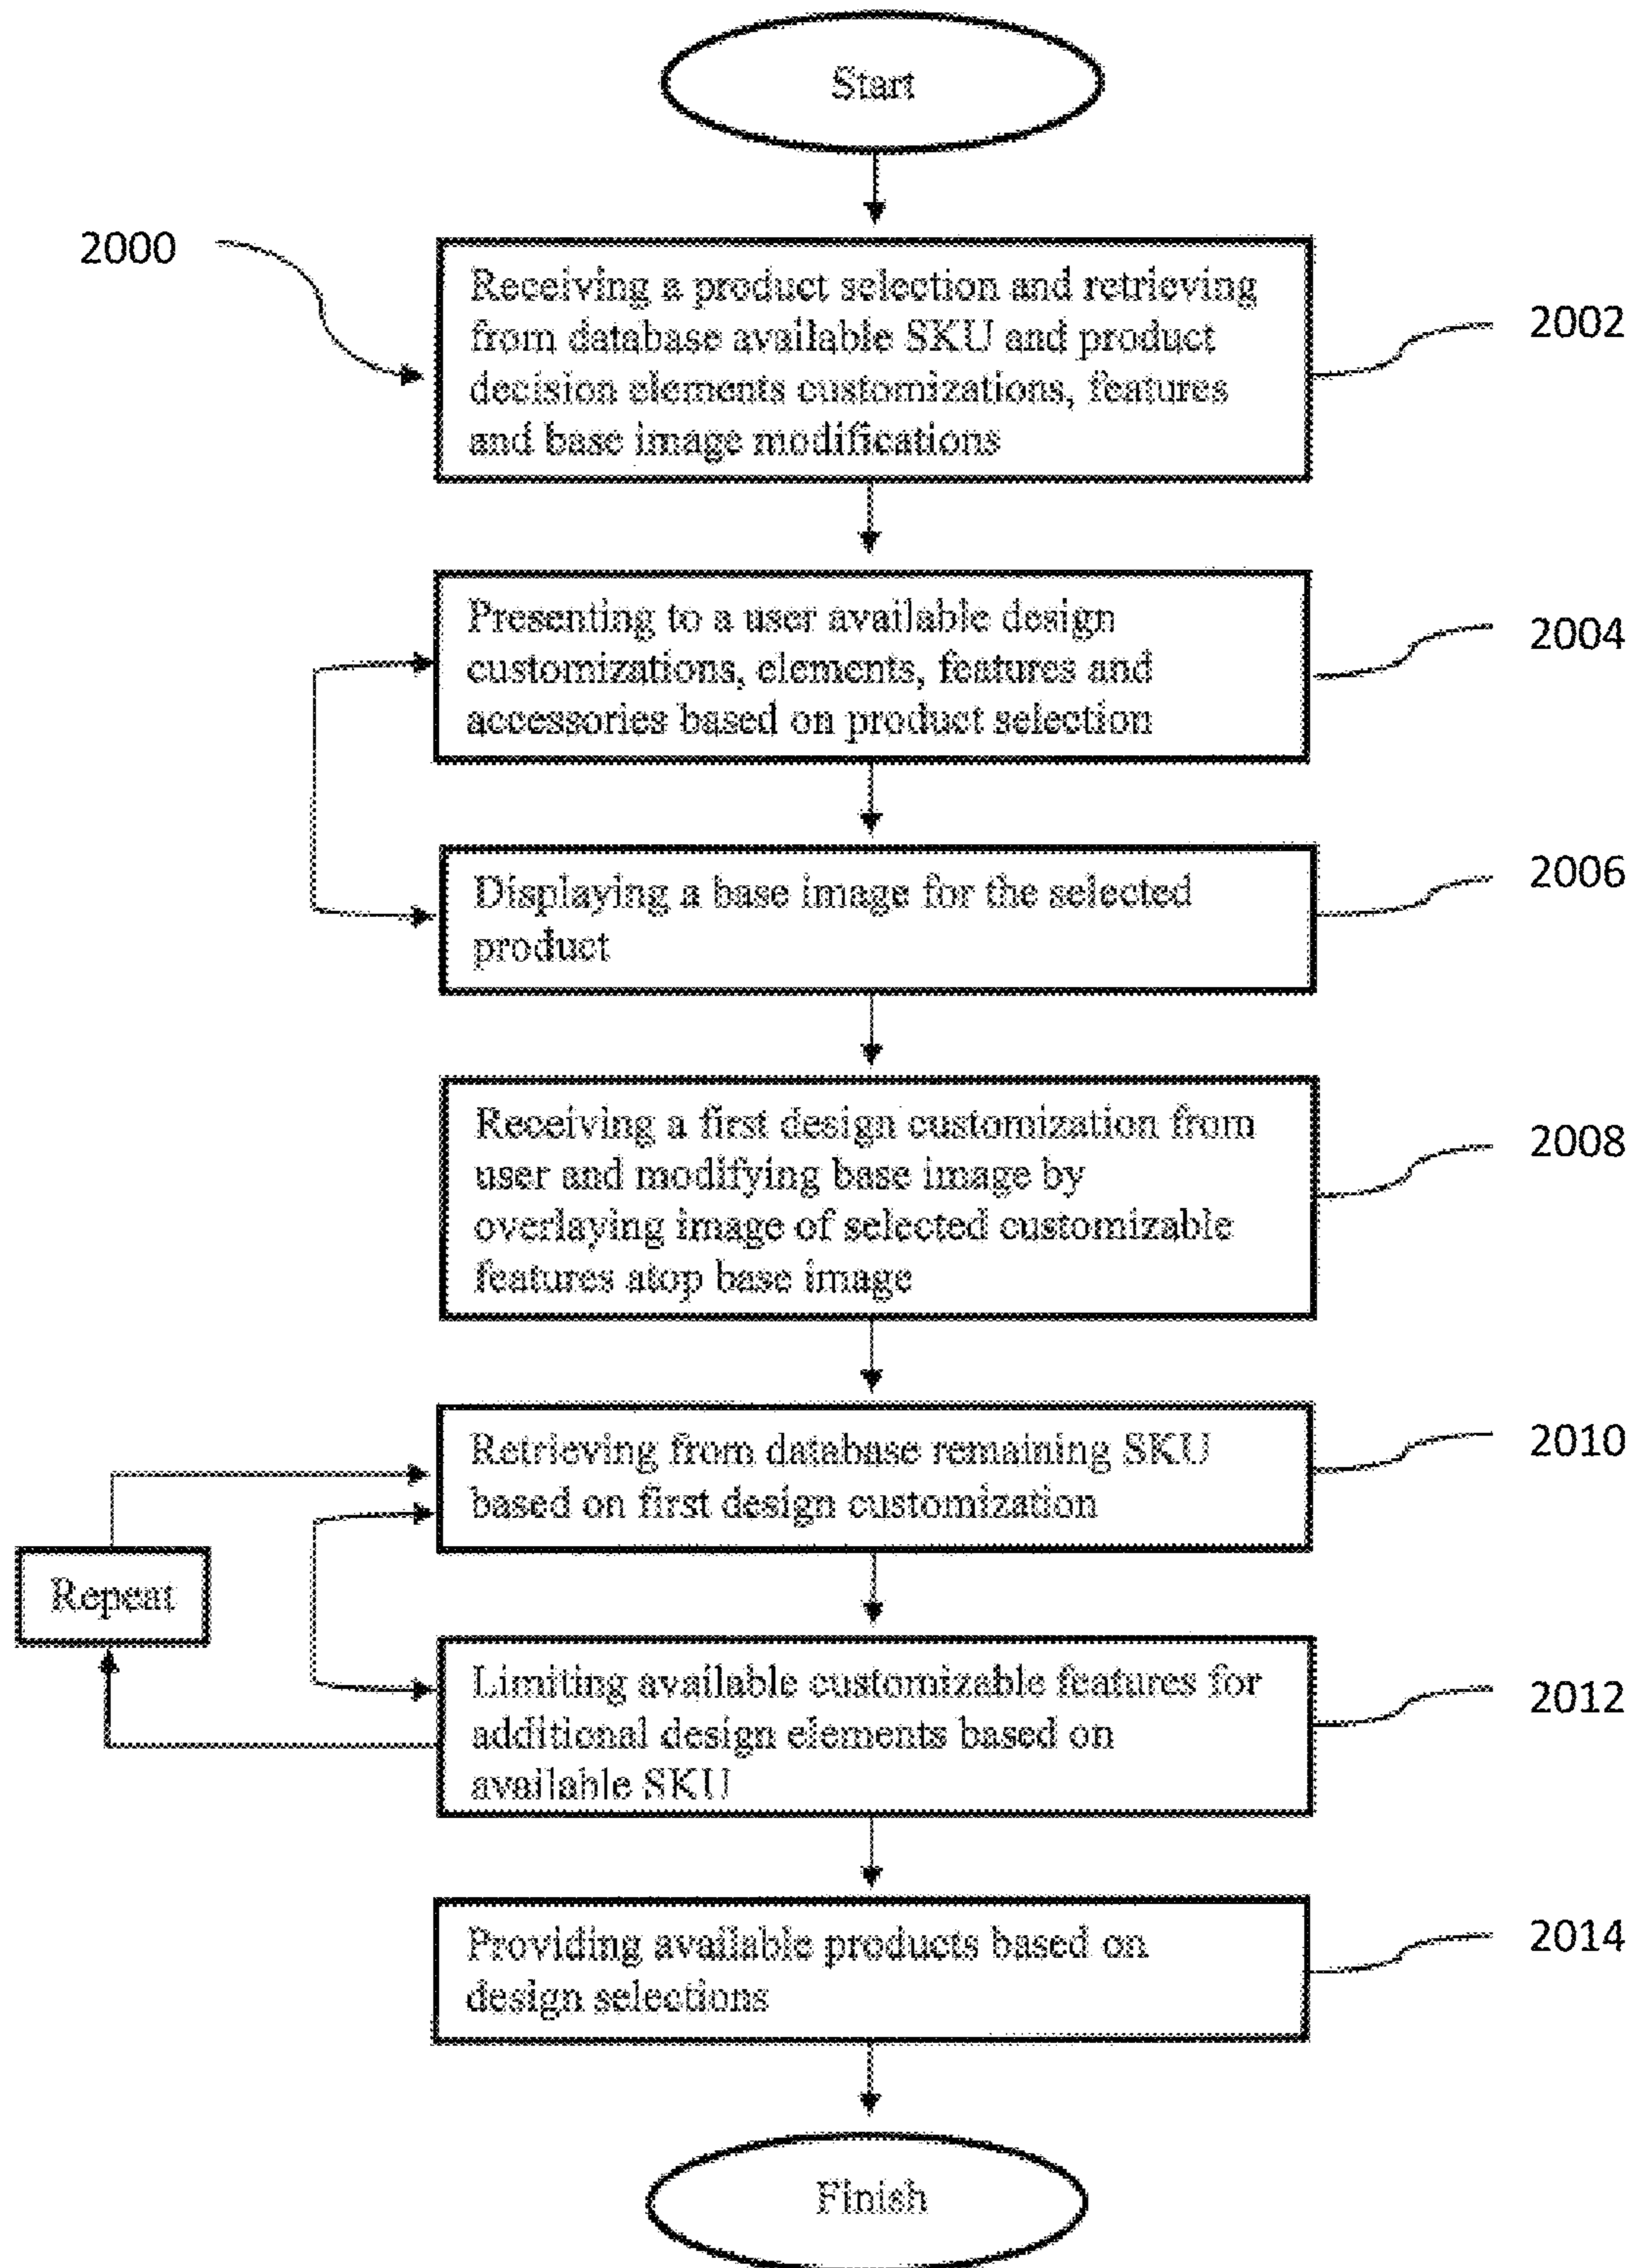 Start
2000
Receiving a product selection and retrieving
from database available SKU and product
decision elements customizations, features
and base image modifications
2002
Presenting to a user available design
customizations, elements, features and
accessories based on product selection
2004
Displaying a base image for the selected
product
2006
Receiving a first design customization from
user and modifying base image by
overlaying image of selected customizable
features atop base image
2008
Retrieving from database remaining SKU
based on first design customization
2010
Repeat
Limiting available customizable features for
additional design elements based on
available SKU
2012
Providing available products based on
design selections
2014
Finish